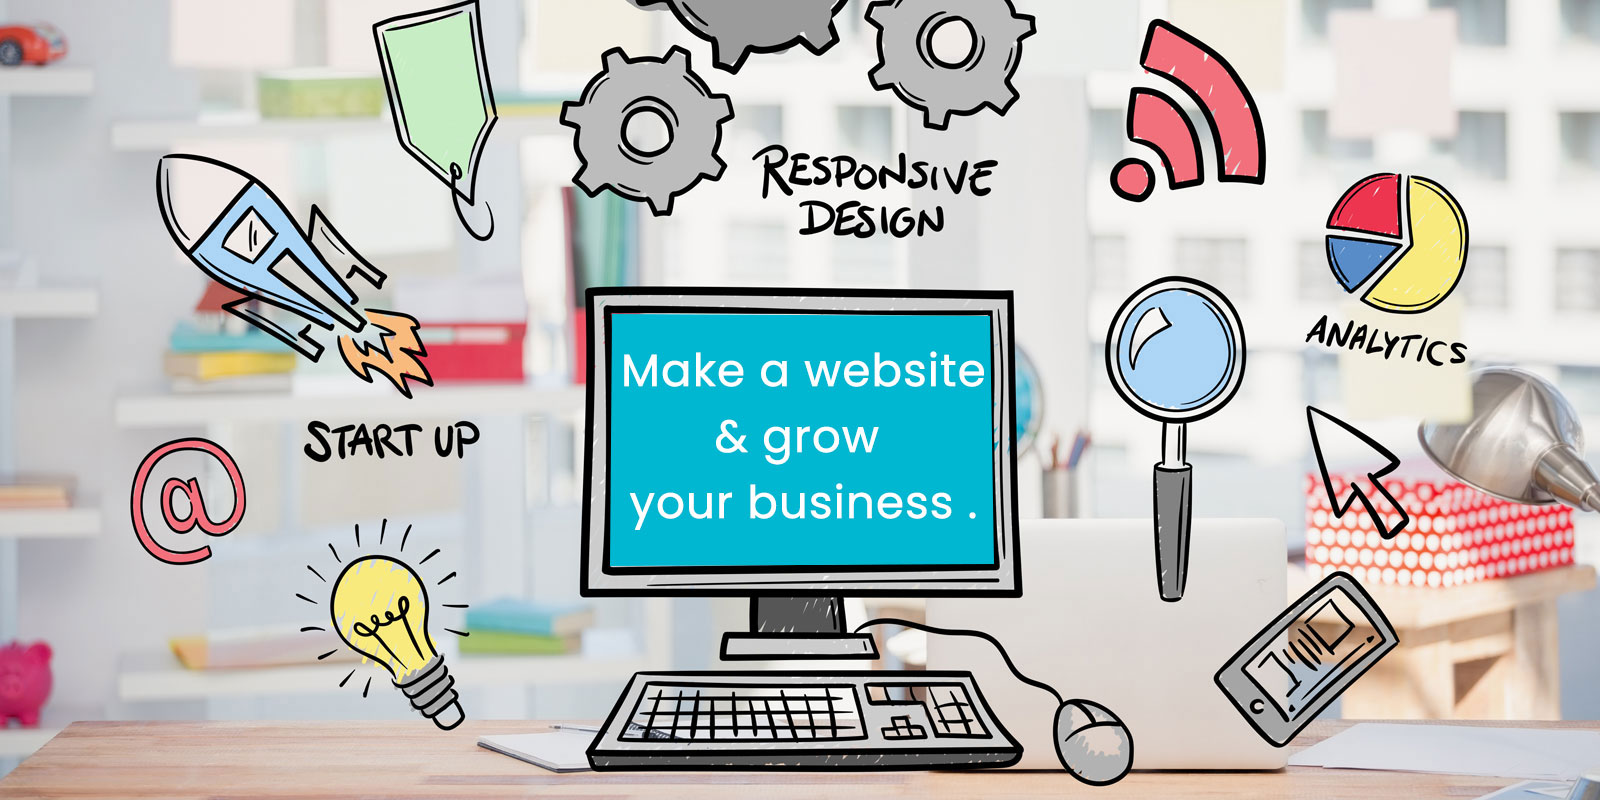 RESPONSIVE
DESIGN
ANALYTICS
START UP
@
Make a website
& grow
your business .